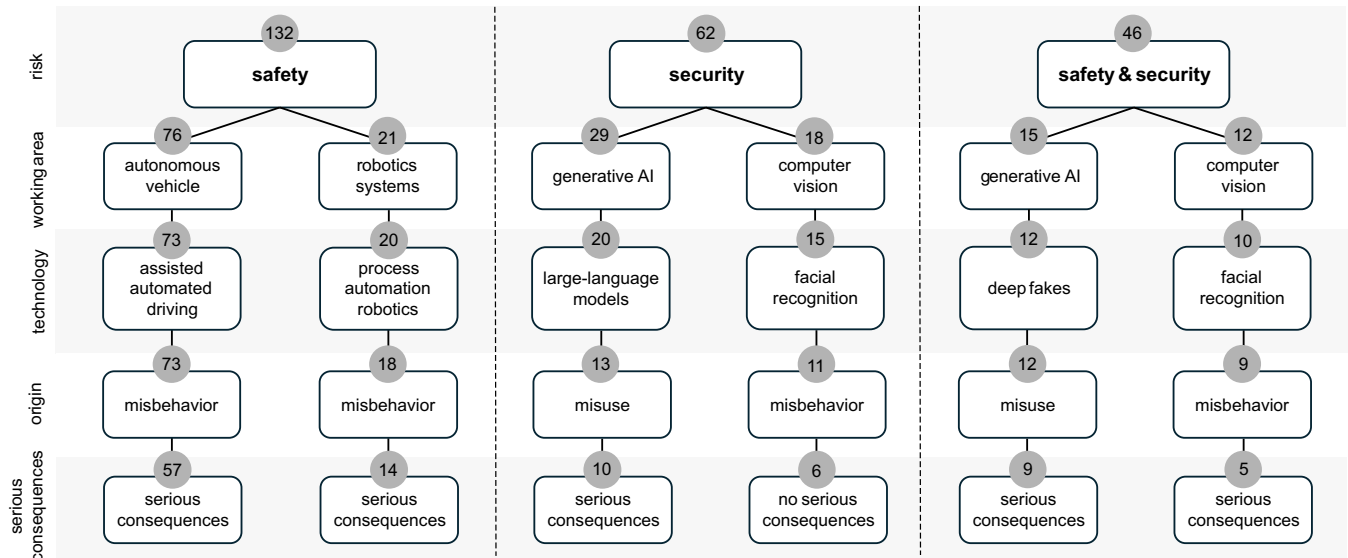 risk
132
62
46
safety
security
safety & security
working area
76
21
29
18
15
12
autonomous
vehicle
robotics
systems
generative AI
computer
vision
generative AI
computer
vision
technology
73
20
20
15
12
10
assisted
automated
driving
process
automation
robotics
large-language
models
facial
recognition
deep fakes
facial
recognition
origin
73
18
13
11
12
9
misbehavior
misbehavior
misuse
misbehavior
misuse
misbehavior
serious
consequences
57
14
10
6
9
5
serious
consequences
serious
consequences
serious
consequences
no serious
consequences
serious
consequences
serious
consequences